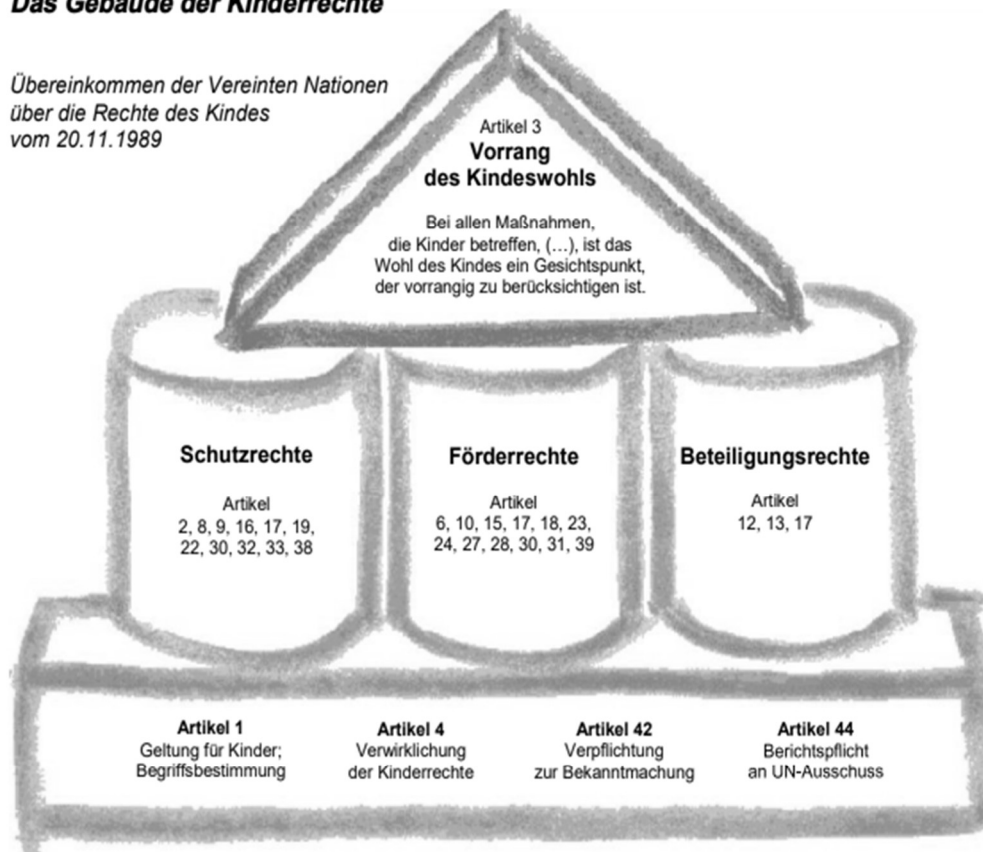 Das Gebäude der Kinderrechte
Übereinkommen der Vereinten Nationen
über die Rechte des Kindes
vom 20.11.1989
Artikel 3
Vorrang
des Kindeswohls
Bei allen Maßnahmen,
die Kinder betreffen, (…), ist das
Wohl des Kindes ein Gesichtspunkt,
der vorrangig zu berücksichtigen ist.
Schutzrechte
Artikel
2, 8, 9, 16, 17, 19,
22, 30, 32, 33, 38
Förderrechte
Artikel
6, 10, 15, 17, 18, 23,
24, 27, 28, 30, 31, 39
Beteiligungsrechte
Artikel
12, 13, 17
Artikel 1
Geltung für Kinder;
Begriffsbestimmung
Artikel 4
Verwirklichung
der Kinderrechte
Artikel 42
Verpflichtung
zur Bekanntmachung
Artikel 44
Berichtspflicht
an UN-Ausschuss